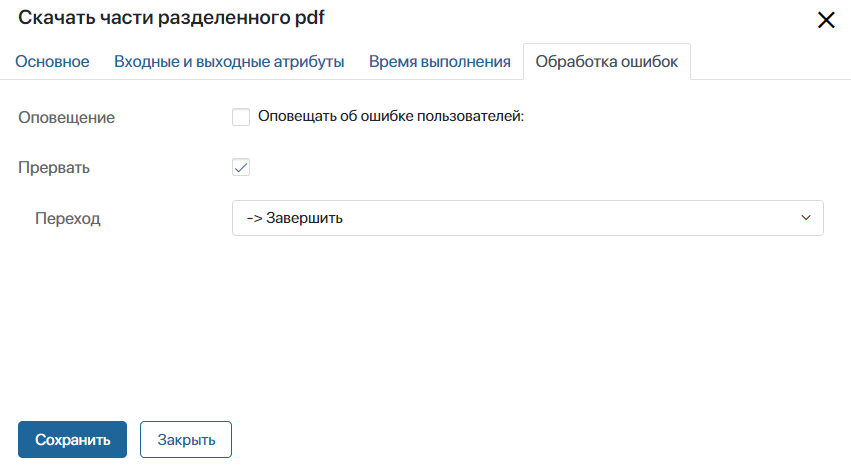 Скачать части разделенного pdf
Основное Входные и выходные атрибуты Время выполнения Обработка ошибок
Оповещение Оповещать об ошибке пользователей:
Прервать
Переход -> Завершить
Сохранить Закрыть